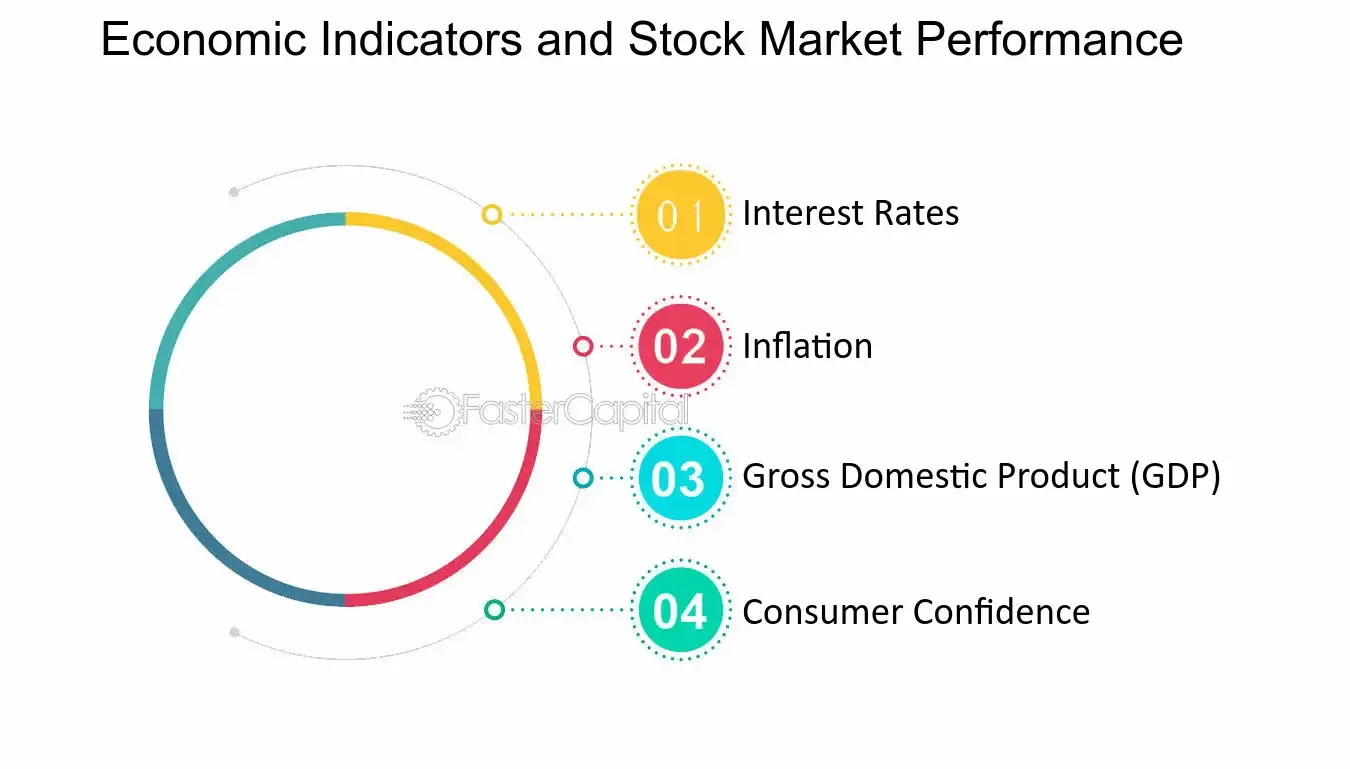 Economic Indicators and Stock Market Performance
01 Interest Rates
02 Inflation
FasterCapital
03 Gross Domestic Product (GDP)
04 Consumer Confidence